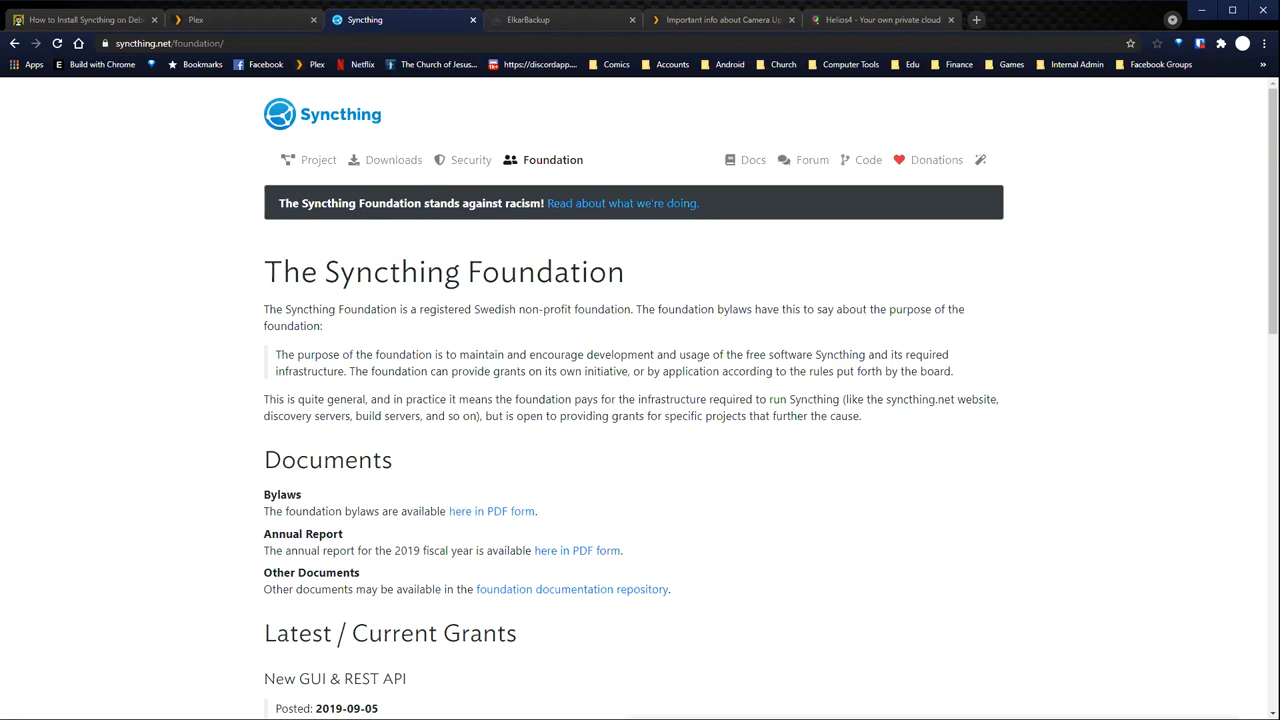 How to Install Syncthing on Deb
Plex
Syncthing
ElkarBackup
Important info about Camera Up
Helios4 - Your own private cloud
syncthing.net/foundation/
Apps
Build with Chrome
Bookmarks
Facebook
Plex
Netflix
The Church of Jesus...
https://discordapp....
Comics
Accounts
Android
Church
Computer Tools
Edu
Finance
Games
Internal Admin
Facebook Groups
»
Syncthing
Project
Downloads
Security
Foundation
Docs
Forum
Code
Donations
The Syncthing Foundation stands against racism! Read about what we're doing.
The Syncthing Foundation
The Syncthing Foundation is a registered Swedish non-profit foundation. The foundation bylaws have this to say about the purpose of the
foundation:
The purpose of the foundation is to maintain and encourage development and usage of the free software Syncthing and its required
infrastructure. The foundation can provide grants on its own initiative, or by application according to the rules put forth by the board.
This is quite general, and in practice it means the foundation pays for the infrastructure required to run Syncthing (like the syncthing.net website,
discovery servers, build servers, and so on), but is open to providing grants for specific projects that further the cause.
Documents
Bylaws
The foundation bylaws are available here in PDF form.
Annual Report
The annual report for the 2019 fiscal year is available here in PDF form.
Other Documents
Other documents may be available in the foundation documentation repository.
Latest / Current Grants
New GUI & REST API
Posted: 2019-09-05